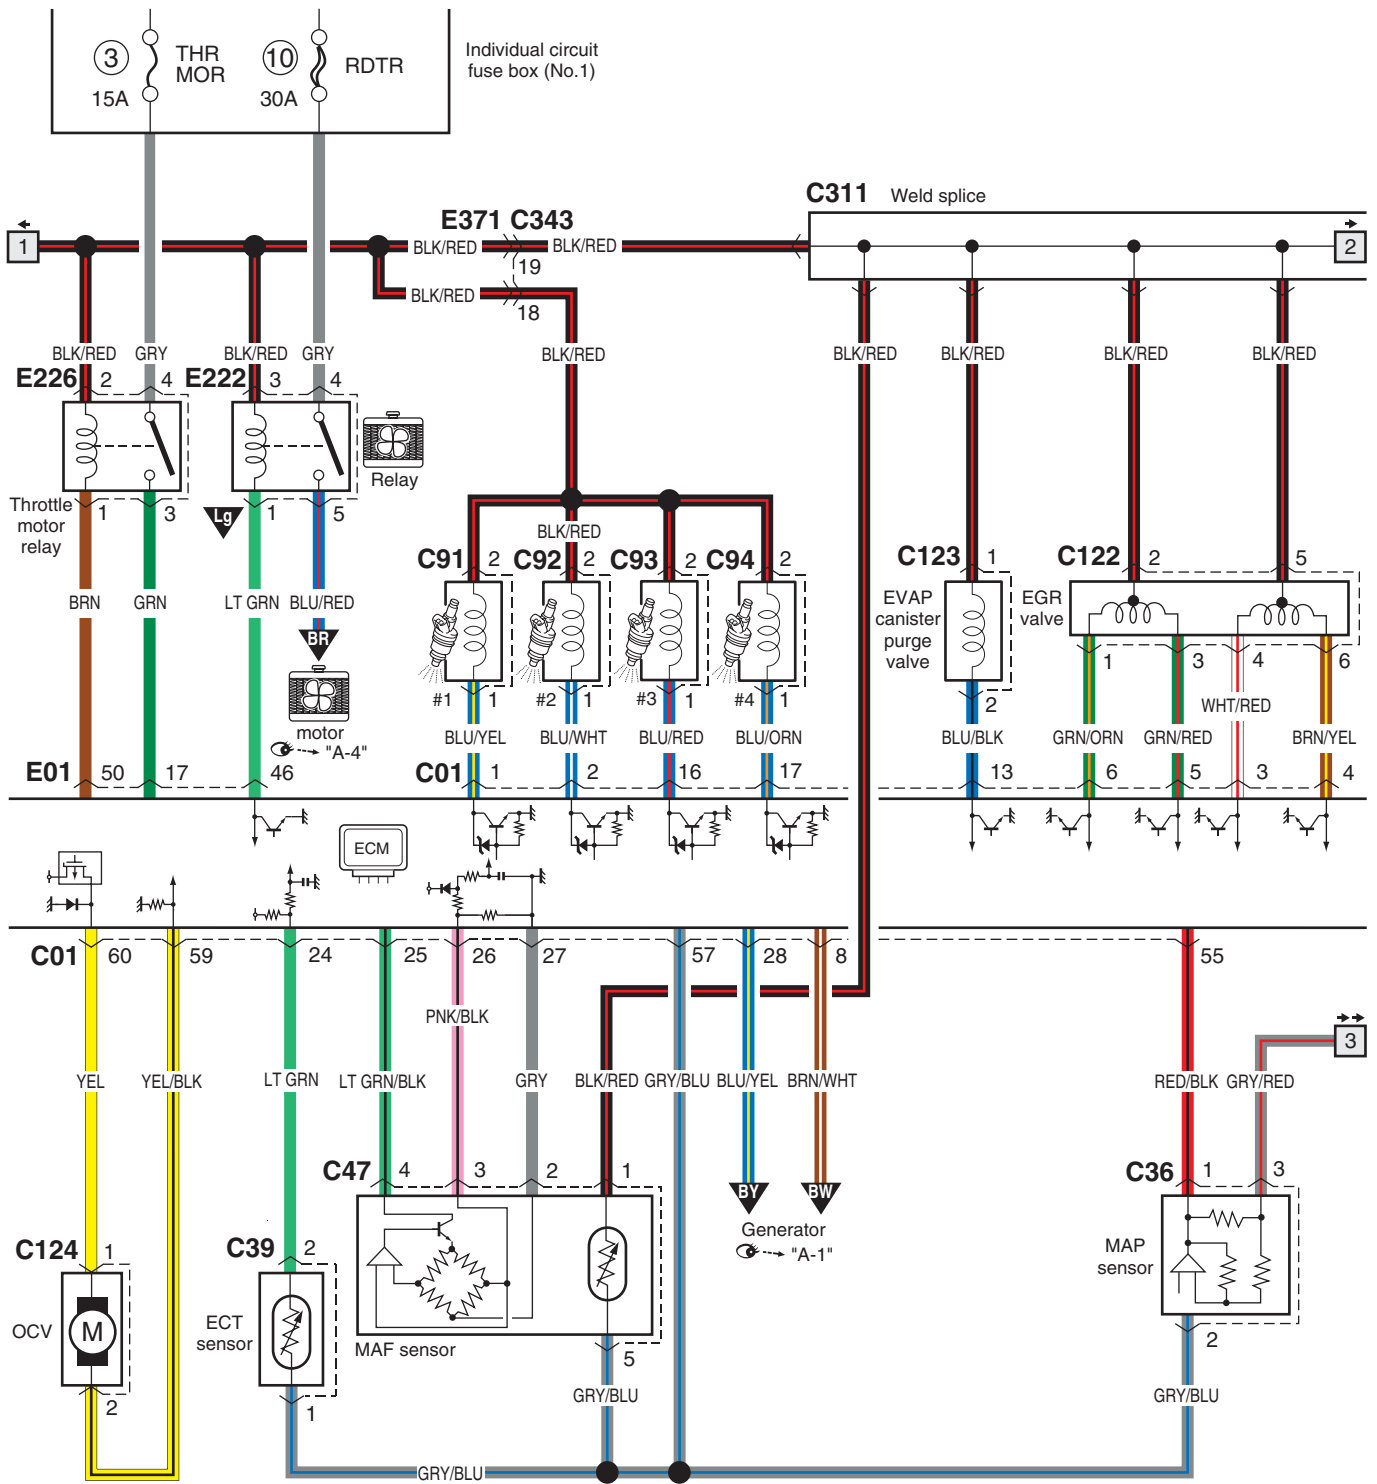 3
THR
MOR
15A
10
RDTR
30A
Individual circuit
fuse box (No.1)
C311 Weld splice
E371 C343
1
BLK/RED
BLK/RED
2
19
BLK/RED
18
BLK/RED
GRY
BLK/RED
GRY
BLK/RED
BLK/RED
BLK/RED
BLK/RED
BLK/RED
E226
2
4
E222
3
4
Relay
Throttle
motor
relay
1
3
Lg
1
5
BLK/RED
C91
2
C92
2
C93
2
C94
2
C123
1
C122
2
5
BRN
GRN
LT GRN
BLU/RED
BR
EVAP
canister
purge
valve
EGR
valve
motor
"A-4"
#1
1
#2
1
#3
1
#4
1
2
1
3
4
6
BLU/YEL
BLU/WHT
BLU/RED
BLU/ORN
BLU/BLK
GRN/ORN
GRN/RED
WHT/RED
BRN/YEL
E01
50
17
46
C01
1
2
16
17
13
6
5
3
4
ECM
C01
60
59
24
25
26
27
57
28
8
55
PNK/BLK
3
YEL
YEL/BLK
LT GRN
LT GRN/BLK
GRY
BLK/RED
GRY/BLU
BLU/YEL
BRN/WHT
RED/BLK
GRY/RED
C47
4
3
2
1
BY
BW
C36
1
3
Generator
"A-1"
C124
1
C39
2
MAP
sensor
OCV
M
ECT
sensor
MAF sensor
5
2
2
1
GRY/BLU
GRY/BLU
GRY/BLU